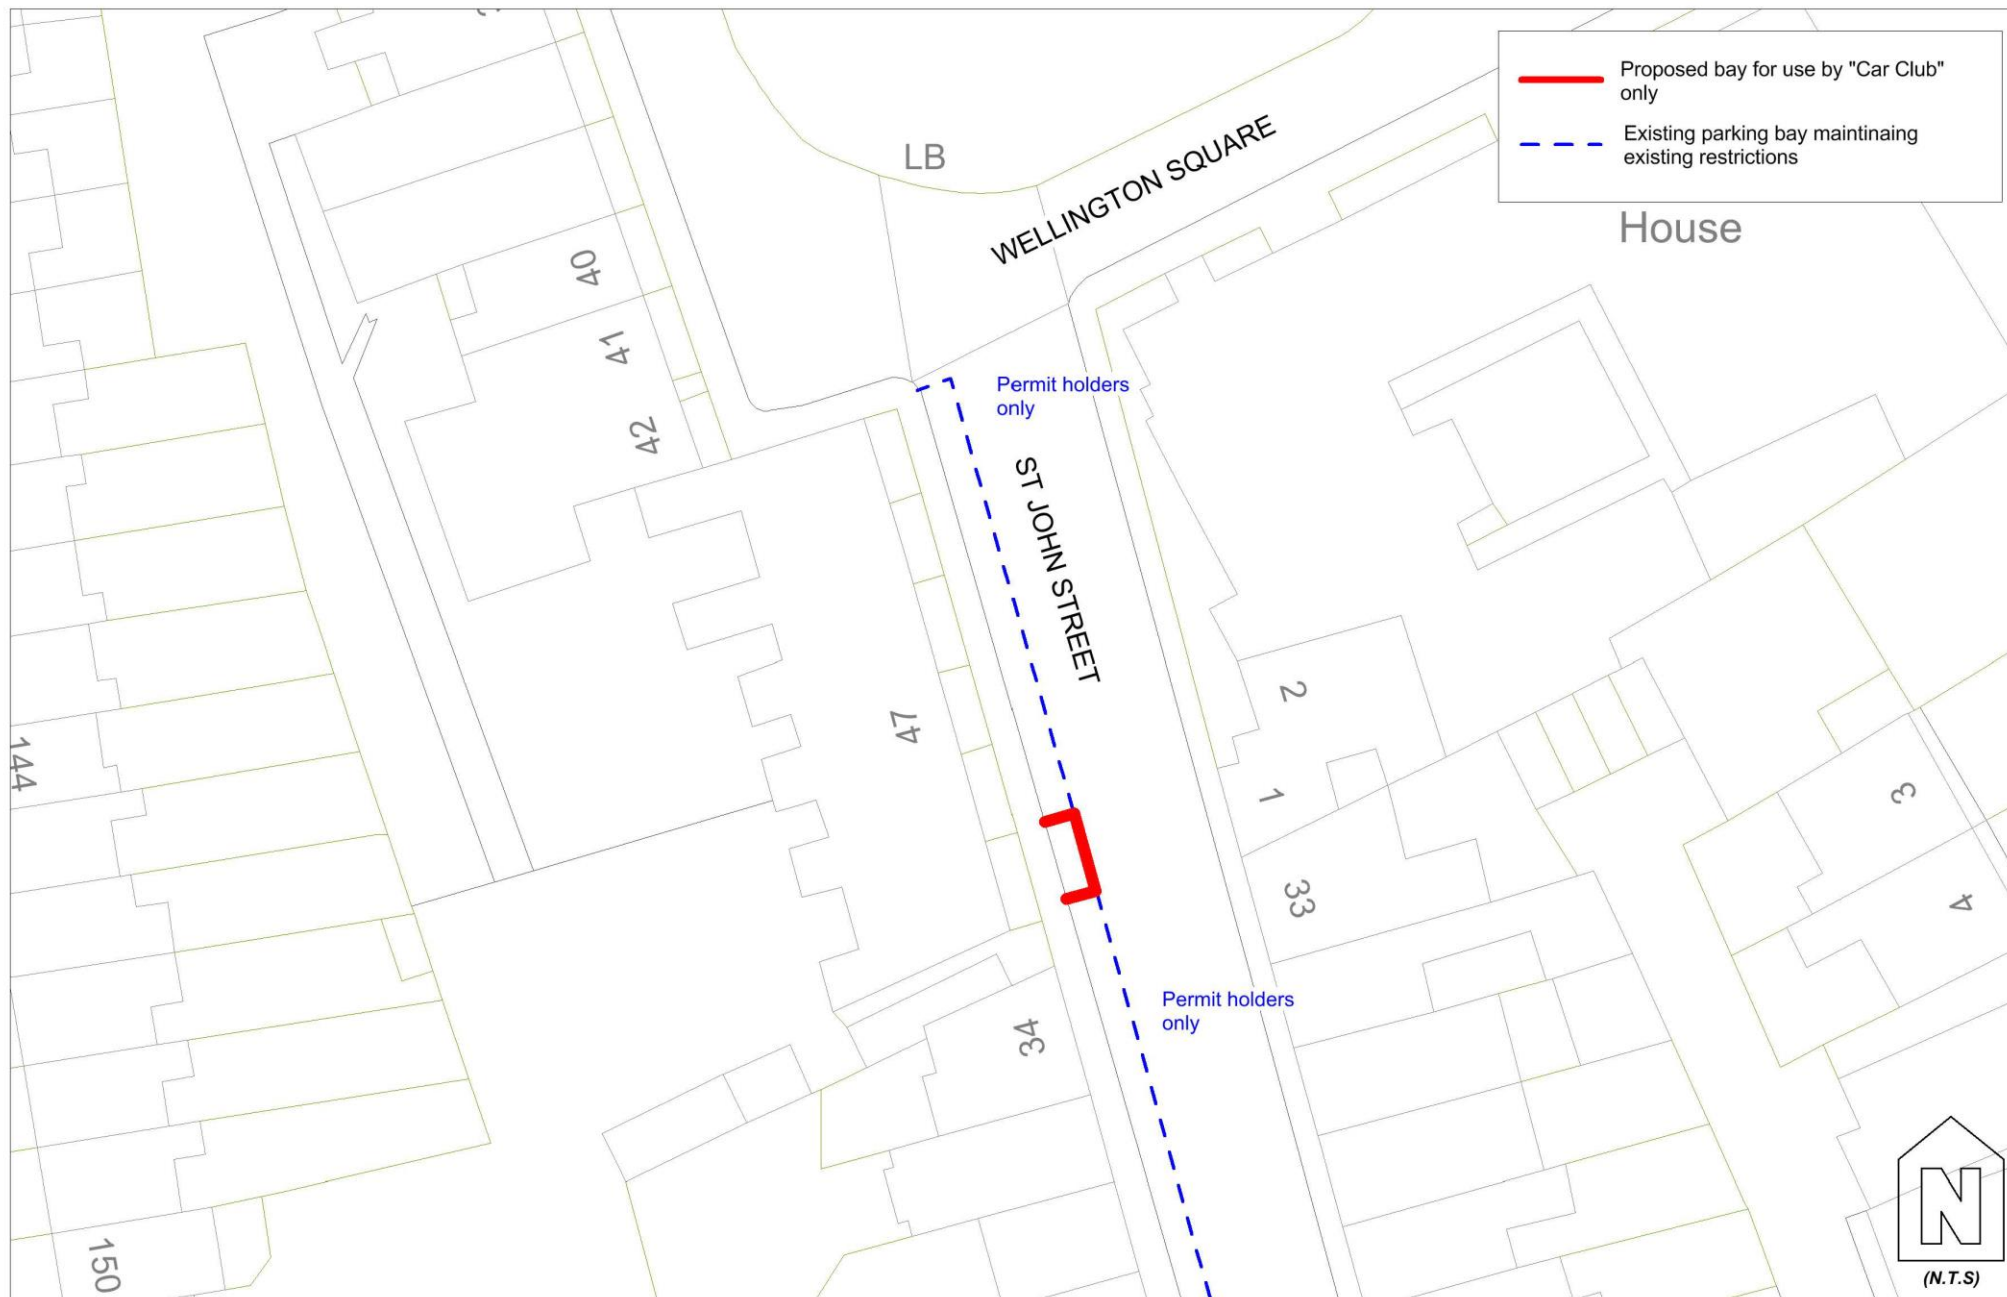 Proposed bay for use by "Car Club"
only
Existing parking bay maintinaing
existing restrictions
LB
WELLINGTON SQUARE
House
40
41
42
Permit holders
only
ST JOHN STREET
47
2
1
144
3
33
4
Permit holders
only
34
150
N
(N.T.S)